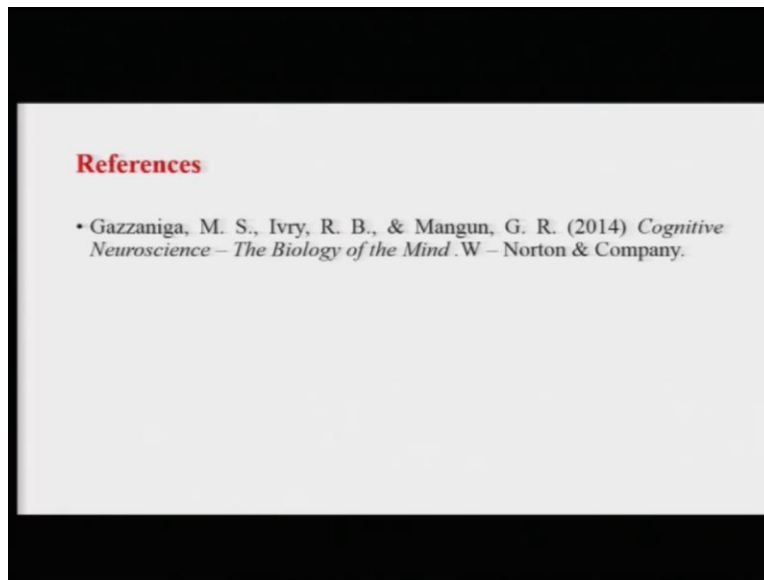 References
• Gazzaniga, M. S., Ivry, R. B., & Mangun, G. R. (2014) Cognitive
Neuroscience – The Biology of the Mind . W – Norton & Company.